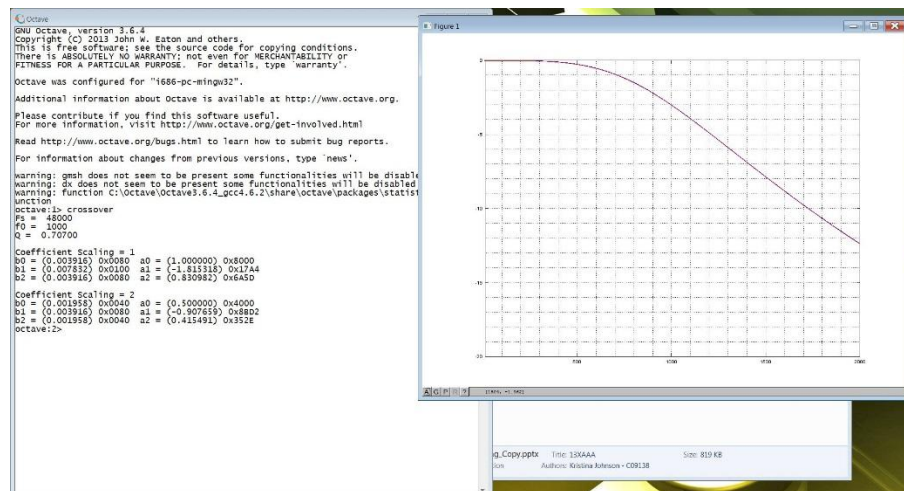 Octave
GNU Octave, version 3.6.4
Copyright (C) 2013 John W. Eaton and others.
This is free software; see the source code for copying conditions.
There is ABSOLUTELY NO WARRANTY; not even for MERCHANTABILITY or
FITNESS FOR A PARTICULAR PURPOSE.  For details, type `warranty'.
Octave was configured for "i686-pc-mingw32".
Additional information about Octave is available at http://www.octave.org.
Please contribute if you find this software useful.
For more information, visit http://www.octave.org/get-involved.html
Read http://www.octave.org/bugs.html to learn how to submit bug reports.
For information about changes from previous versions, type `news'.
warning: gmsh does not seem to be present some functionalities will be disabl
warning: dx does not seem to be present some functionalities will be disabled
warning: function C:\Octave\Octave3.6.4_gcc4.6.2\share\octave\packages\statist
unction
octave:1> crossover
Fs =  48000
f0 =  1000
Q =  0.70700
Coefficient Scaling = 1
b0 = (0.003916) 0x0080  a0 = (1.000000) 0x8000
b1 = (0.007832) 0x0100  a1 = (-1.815318) 0x17A4
b2 = (0.003916) 0x0080  a2 = (0.830982) 0x6A5D
Coefficient Scaling = 2
b0 = (0.001958) 0x0040  a0 = (0.500000) 0x4000
b1 = (0.003916) 0x0080  a1 = (-0.907659) 0x8BD2
b2 = (0.001958) 0x0040  a2 = (0.415491) 0x352E
octave:2>
Figure 1
0
-5
-10
-15
-20
500
1000
1500
2000
A G P R ?
g_Copy.pptx Title: 13XAAA Size: 819 KB
tion Authors: Kristina Johnson - C09138